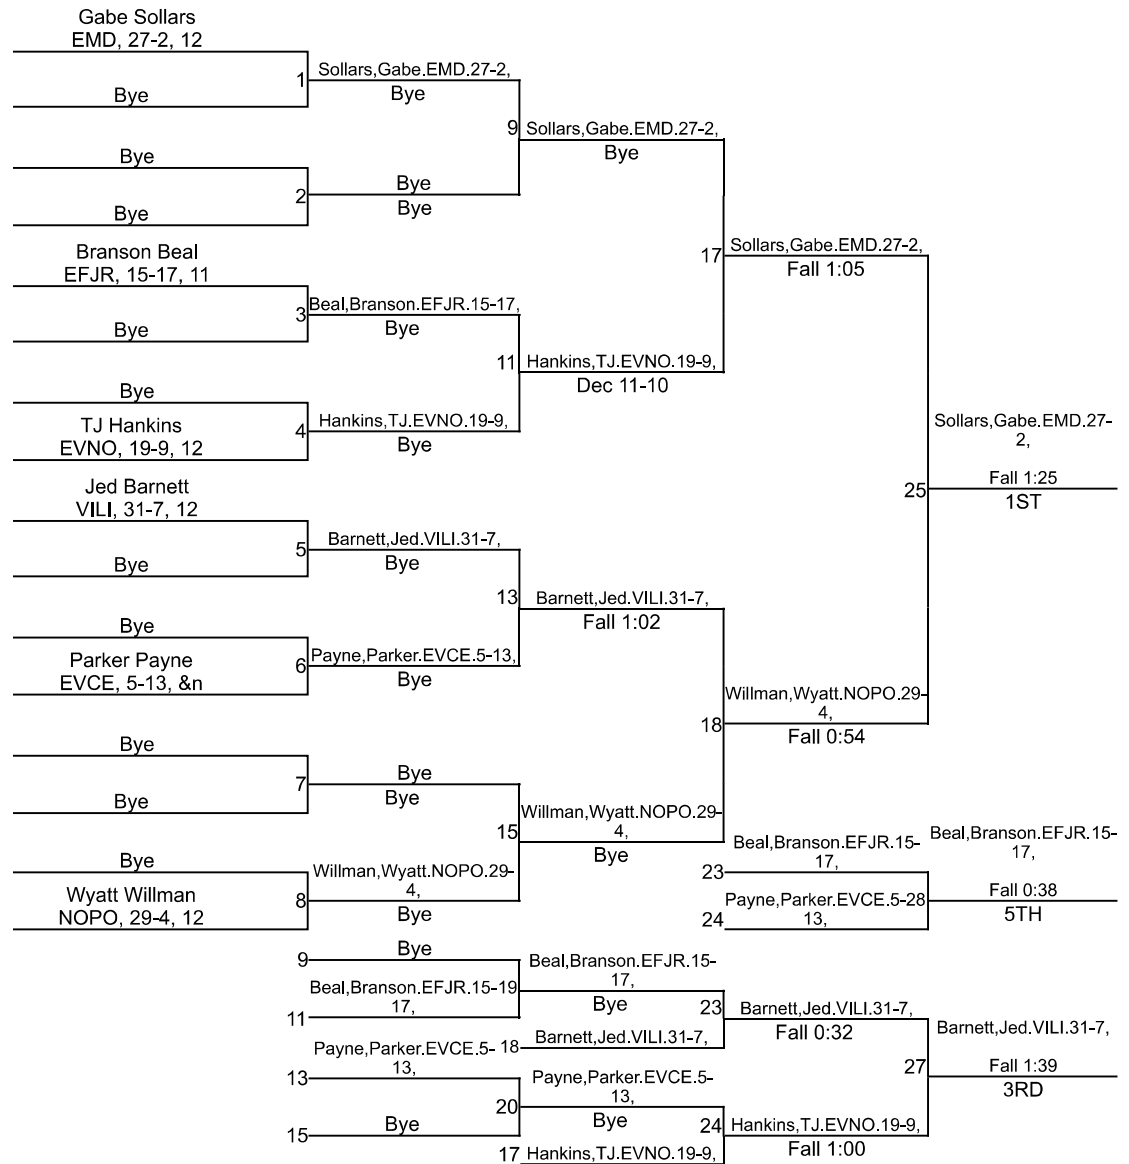 Gabe Sollars
EMD, 27-2, 12
1
Sollars,Gabe.EMD.27-2,
Bye
Bye
9
Sollars,Gabe.EMD.27-2,
Bye
Bye
2
Bye
Bye
Bye
Branson Beal
EFJR, 15-17, 11
17
Sollars,Gabe.EMD.27-2,
Fall 1:05
3
Beal,Branson.EFJR.15-17,
Bye
Bye
11
Hankins,TJ.EVNO.19-9,
Dec 11-10
Bye
TJ Hankins
EVNO, 19-9, 12
4
Hankins,TJ.EVNO.19-9,
Bye
Sollars,Gabe.EMD.27-
2,
25
Fall 1:25
1ST
Jed Barnett
VILI, 31-7, 12
5
Barnett,Jed.VILI.31-7,
Bye
Bye
13
Barnett,Jed.VILI.31-7,
Fall 1:02
Bye
Parker Payne
EVCE, 5-13, &n
6
Payne,Parker.EVCE.5-13,
Bye
18
Willman,Wyatt.NOPO.29-
4,
Fall 0:54
Bye
7
Bye
Bye
Bye
15
Willman,Wyatt.NOPO.29-
4,
Bye
Bye
Wyatt Willman
NOPO, 29-4, 12
8
Willman,Wyatt.NOPO.29-
4,
Bye
23
Beal,Branson.EFJR.15-
17,
24
Payne,Parker.EVCE.5-28
13,
Beal,Branson.EFJR.15-
17,
Fall 0:38
5TH
9
Bye
11
Beal,Branson.EFJR.15-19
17,
Beal,Branson.EFJR.15-
17,
Bye
18
Barnett,Jed.VILI.31-7,
23
Barnett,Jed.VILI.31-7,
Fall 0:32
13
Payne,Parker.EVCE.5-
13,
15
Bye
20
Payne,Parker.EVCE.5-
13,
Bye
17
Hankins,TJ.EVNO.19-9,
24
Hankins,TJ.EVNO.19-9,
Fall 1:00
27
Barnett,Jed.VILI.31-7,
Fall 1:39
3RD